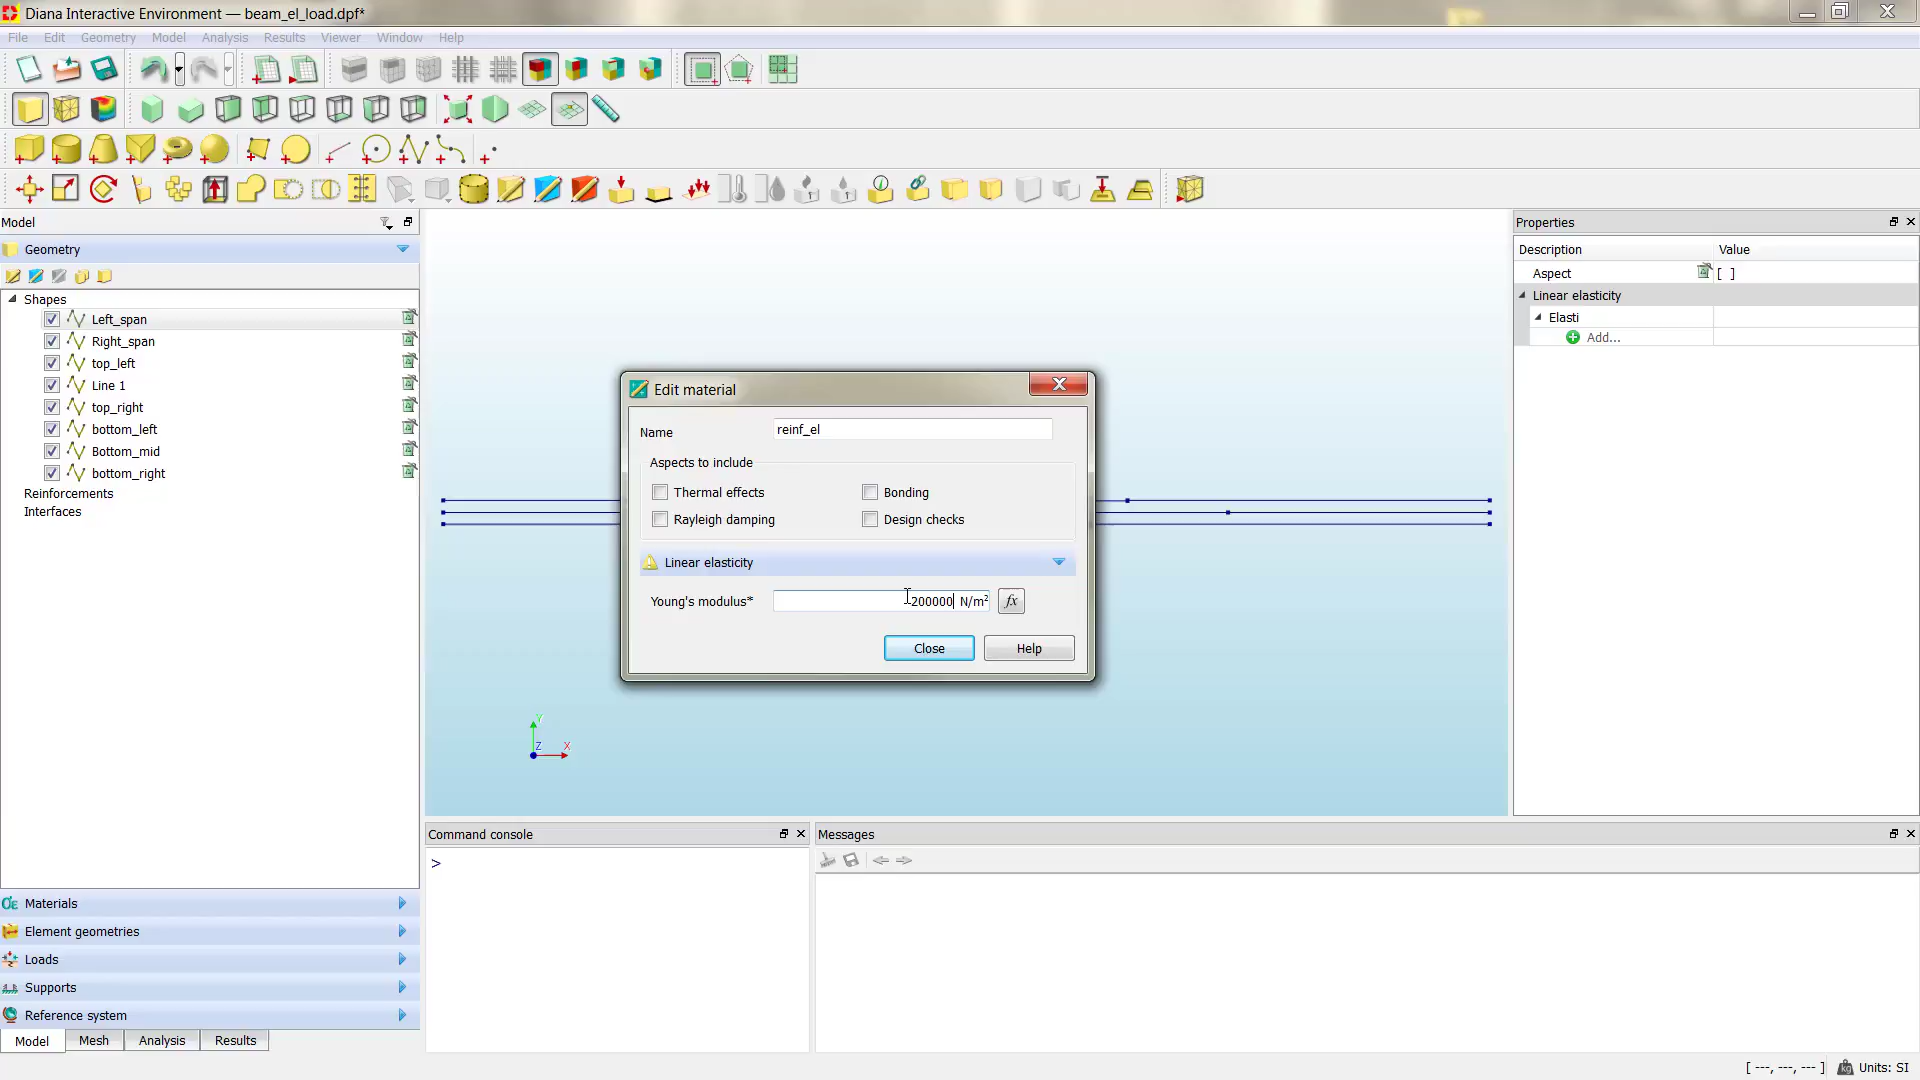 Diana Interactive Environment — beam_el_load.dpf*
File Edit Geometry Model Analysis Results Viewer Window Help
Model
Geometry
Shapes
Left_span
Right_span
top_left
Line 1
top_right
bottom_left
Bottom_mid
bottom_right
Reinforcements
Interfaces
Materials
Element geometries
Loads
Supports
Reference system
Model Mesh Analysis Results
Y
Z X
Edit material
Name reinf_el
Aspects to include
Thermal effects Bonding
Rayleigh damping Design checks
Linear elasticity
Young's modulus* 200000 N/m² fx
Close Help
Properties
Description Value
Aspect [ ]
Linear elasticity
Elasti
Add...
Command console
>
Messages
[ ---, ---, --- ] kg Units: SI